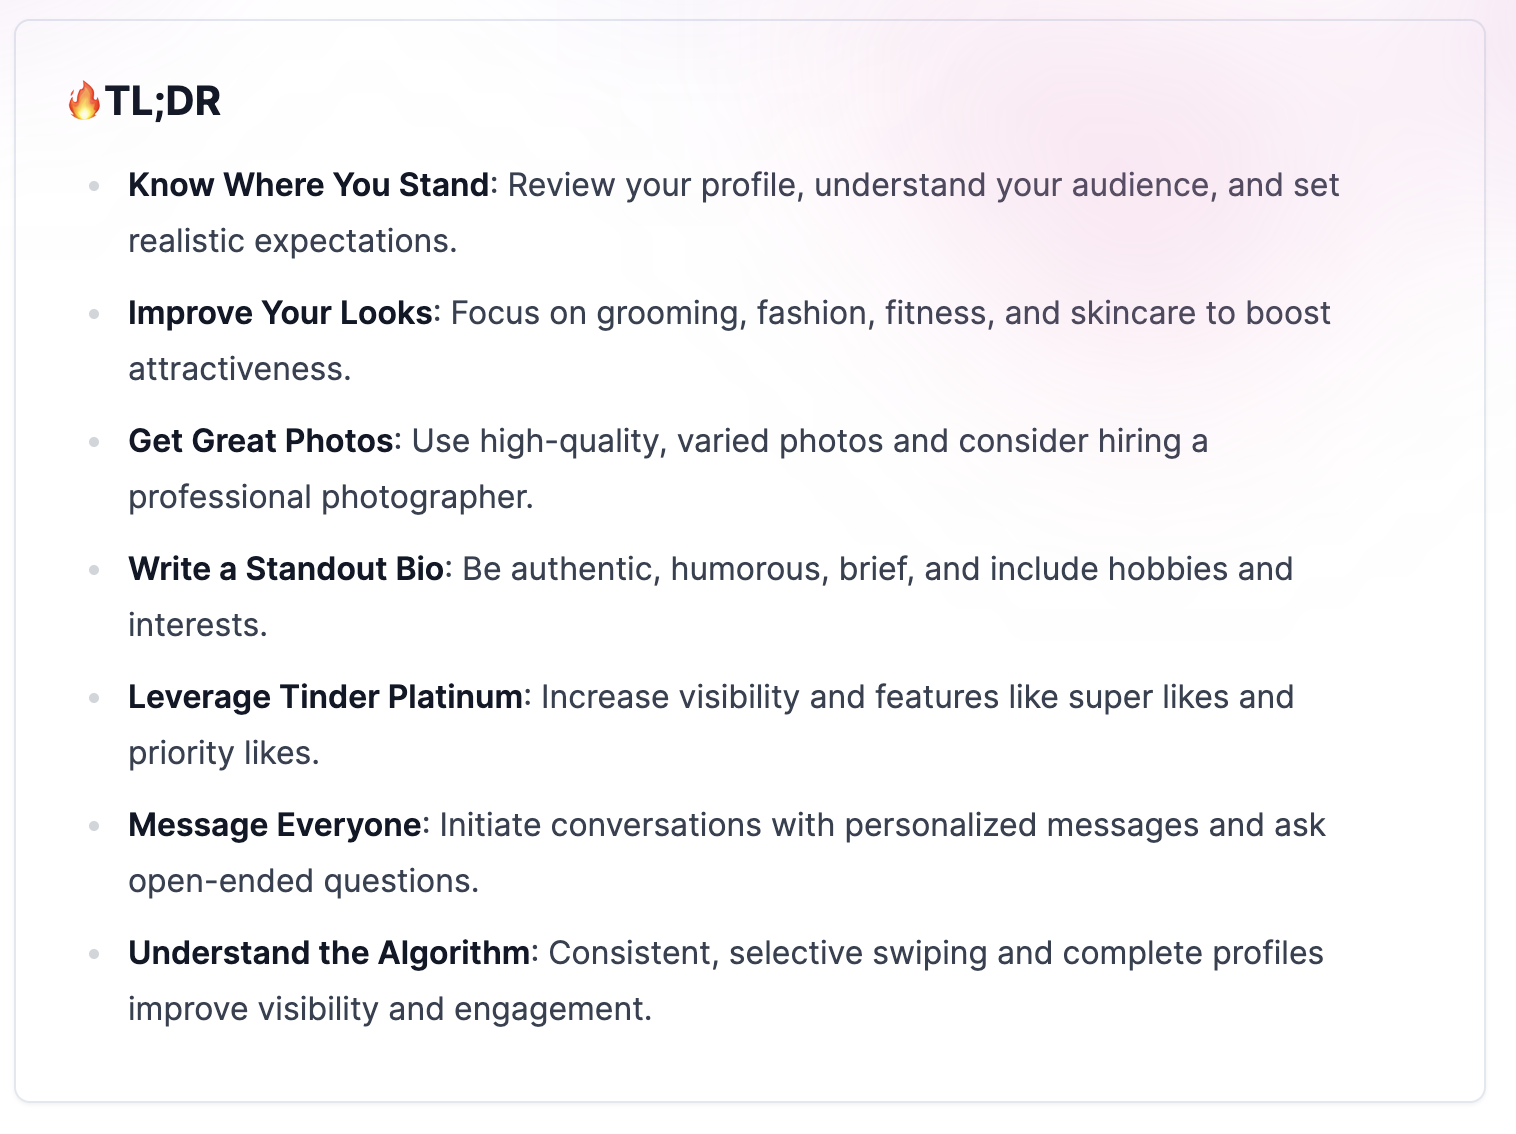 🔥TL;DR
Know Where You Stand: Review your profile, understand your audience, and set
realistic expectations.
Improve Your Looks: Focus on grooming, fashion, fitness, and skincare to boost
attractiveness.
Get Great Photos: Use high-quality, varied photos and consider hiring a
professional photographer.
Write a Standout Bio: Be authentic, humorous, brief, and include hobbies and
interests.
Leverage Tinder Platinum: Increase visibility and features like super likes and
priority likes.
Message Everyone: Initiate conversations with personalized messages and ask
open-ended questions.
Understand the Algorithm: Consistent, selective swiping and complete profiles
improve visibility and engagement.